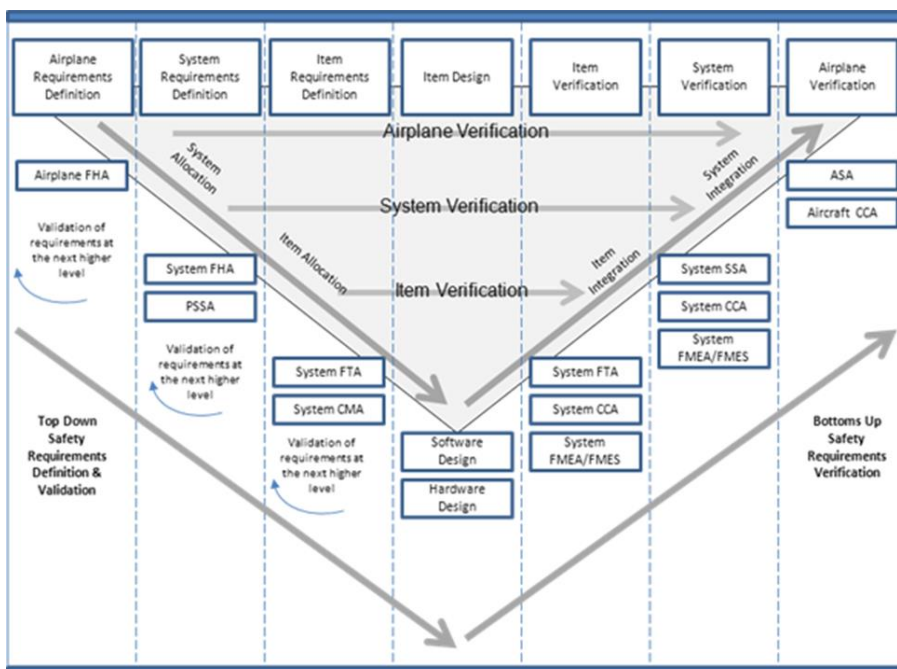 Airplane
Requirements
Definition
System
Requirements
Definition
Item
Requirements
Definition
Item Design
Item
Verification
System
Verification
Airplane
Verification
Airplane Verification
System
Allocation
System
Integration
Airplane FHA
ASA
System Verification
Aircraft CCA
Validation of
requirements at
the next higher
level
Item Allocation
Item
Integration
System FHA
System SSA
Item Verification
PSSA
System CCA
Validation of
requirements at
the next higher
level
System
FMEA/FMES
System FTA
System FTA
System CMA
System CCA
Top Down
Safety
Requirements
Definition &
Validation
Validation of
requirements at
the next higher
level
Software
Design
System
FMEA/FMES
Bottoms Up
Safety
Requirements
Verification
Hardware
Design